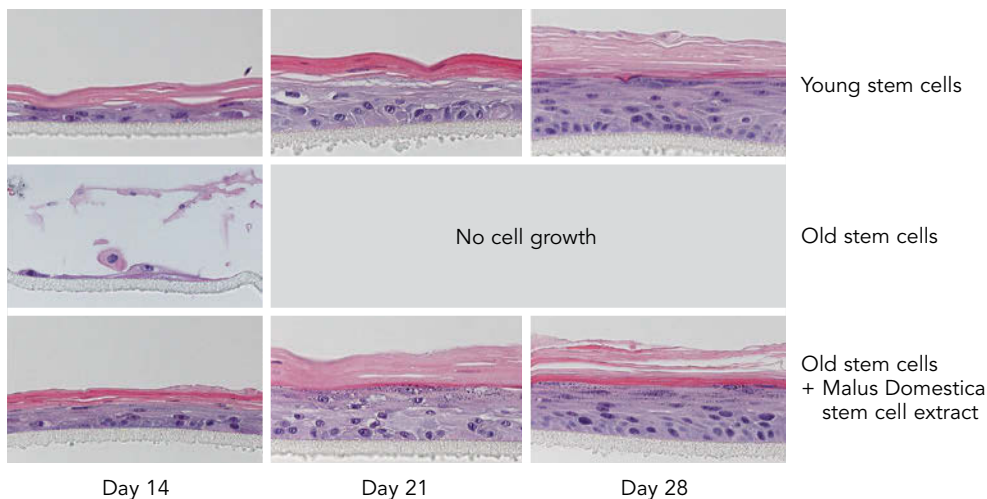 Young stem cells
No cell growth
Old stem cells
Old stem cells
+ Malus Domestica
stem cell extract
Day 14
Day 21
Day 28